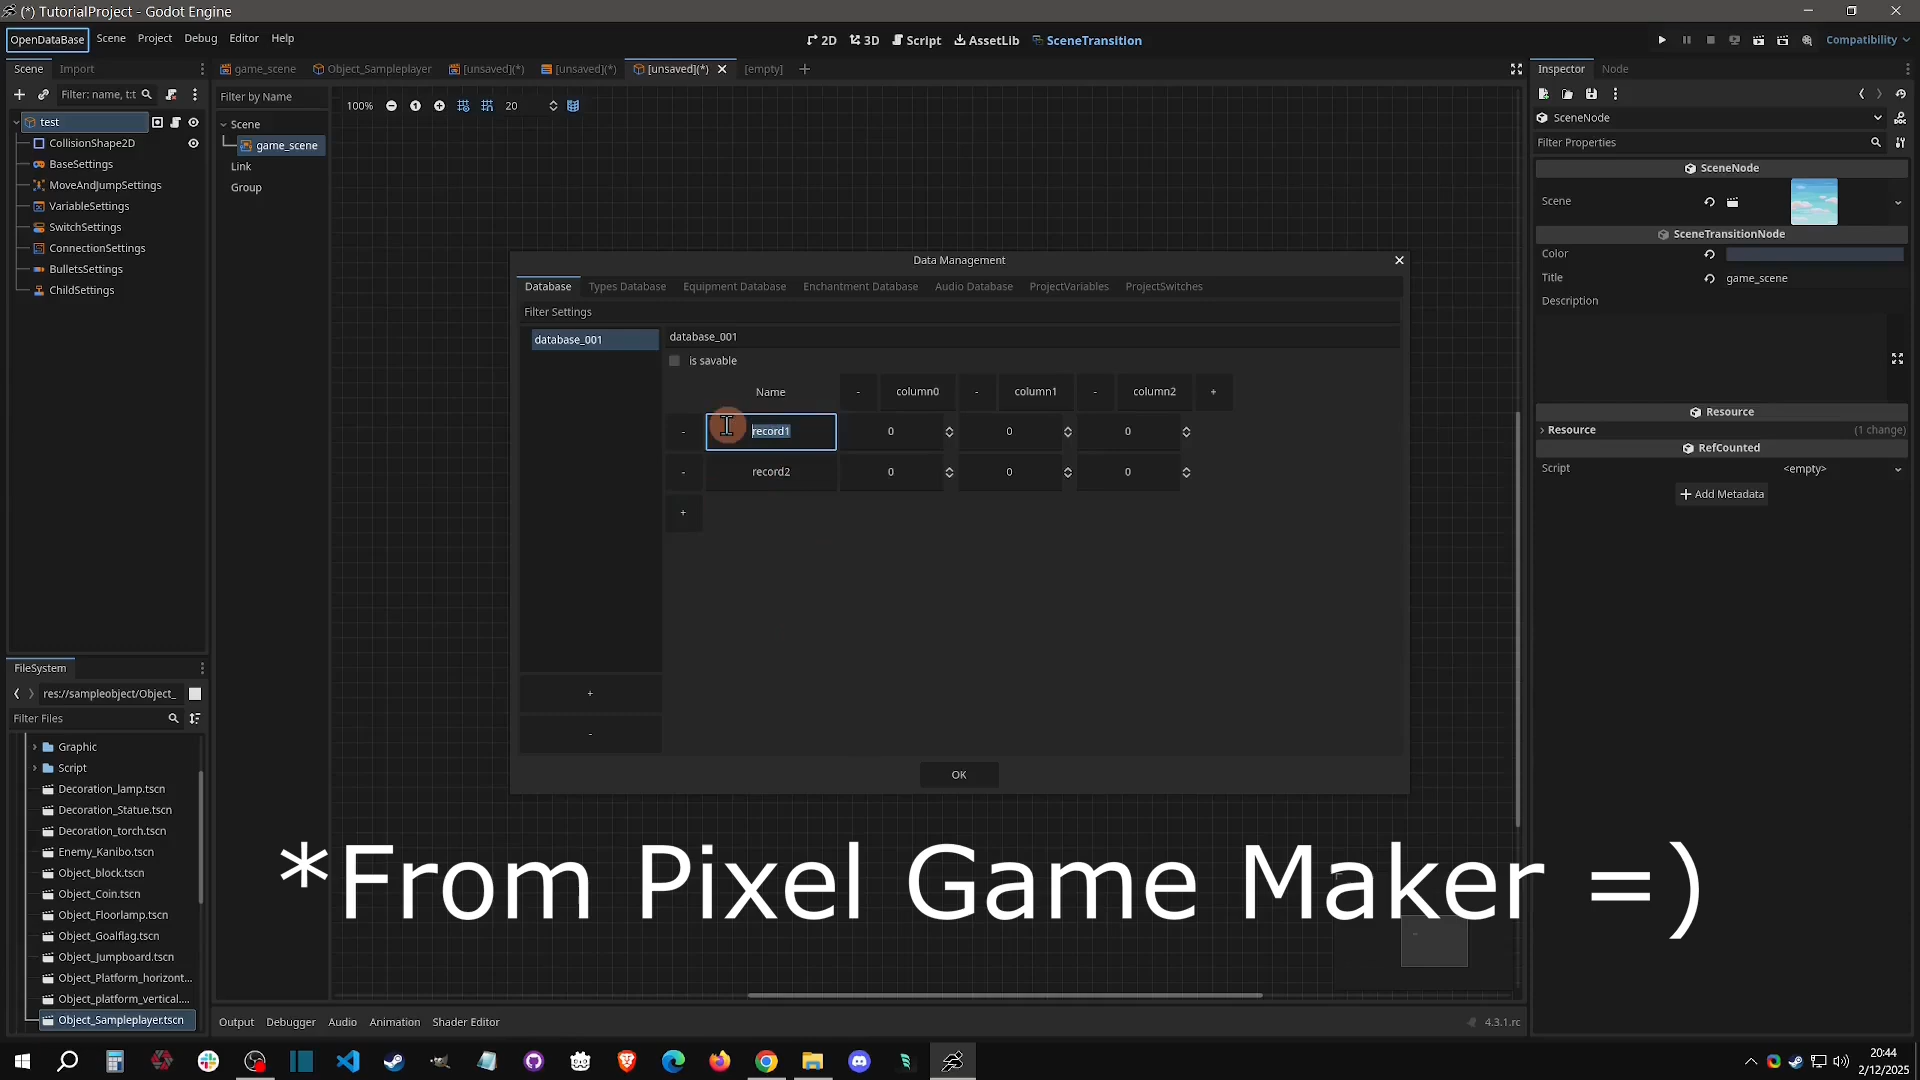 (*) TutorialProject - Godot Engine
OpenDataBase Scene Project Debug Editor Help
2D 3D Script AssetLib SceneTransition
Compatibility
Scene Import
game_scene Object_Sampleplayer [unsaved](*) [unsaved](*) [unsaved](*) [empty]
Inspector Node
Filter: name, t:t
Filter by Name
100% 20
test
CollisionShape2D
BaseSettings
MoveAndJumpSettings
VariableSettings
SwitchSettings
ConnectionSettings
BulletsSettings
ChildSettings
Scene
game_scene
Link
Group
Data Management
Database Types Database Equipment Database Enchantment Database Audio Database ProjectVariables ProjectSwitches
Filter Settings
database_001
database_001
is savable
Name - column0 - column1 - column2 +
- record1 0 0 0
- record2 0 0 0
+
+
-
OK
SceneNode
Filter Properties
SceneNode
Scene
SceneTransitionNode
Color
Title game_scene
Description
Resource
Resource (1 change)
RefCounted
Script <empty>
+ Add Metadata
FileSystem
res://sampleobject/Object_
Filter Files
Graphic
Script
Decoration_lamp.tscn
Decoration_Statue.tscn
Decoration_torch.tscn
Enemy_Kanibo.tscn
Object_block.tscn
Object_Coin.tscn
Object_Floorlamp.tscn
Object_Goalflag.tscn
Object_Jumpboard.tscn
Object_Platform_horizont...
Object_platform_vertical....
Object_Sampleplayer.tscn
*From Pixel Game Maker =)
Output Debugger Audio Animation Shader Editor
4.3.1.rc
20:44
2/12/2025